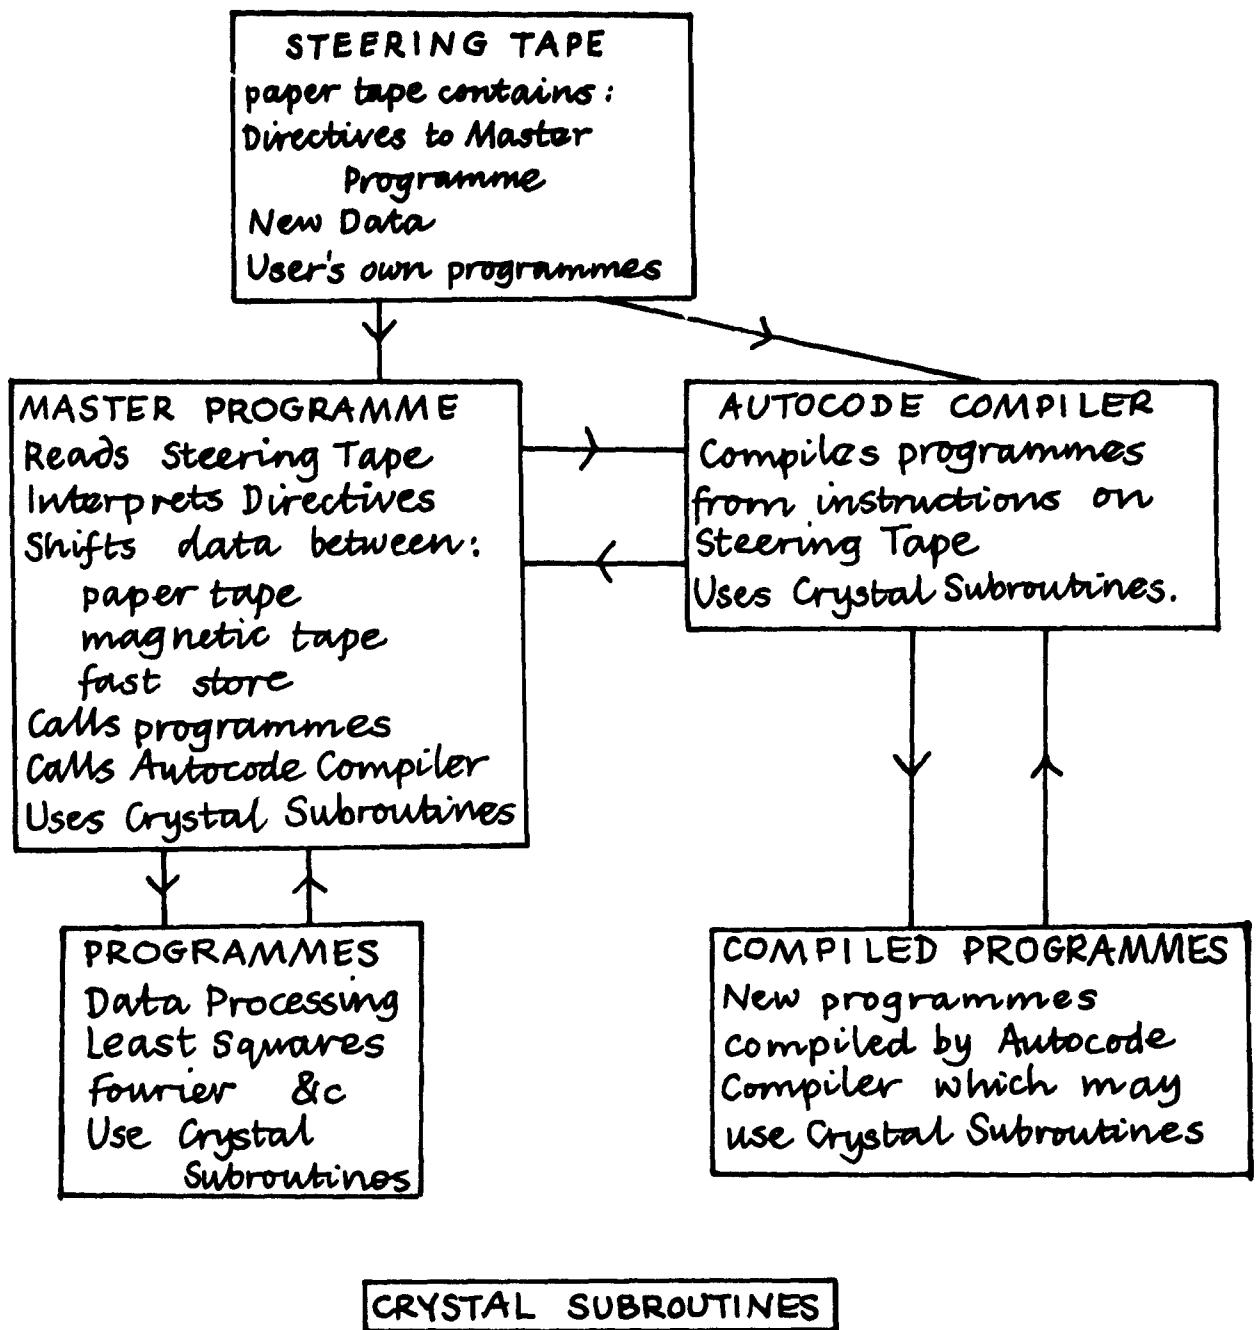 STEERING TAPE
paper tape contains:
Directives to Master
Programme
New Data
User's own programmes
MASTER PROGRAMME
Reads Steering Tape
Interprets Directives
Shifts data between:
paper tape
magnetic tape
fast store
Calls programmes
Calls Autocode Compiler
Uses Crystal Subroutines
AUTOCODE COMPILER
Compiles programmes
from instructions on
Steering Tape
Uses Crystal Subroutines.
PROGRAMMES
Data Processing
Least Squares
Fourier &c
Use Crystal
Subroutines
COMPILED PROGRAMMES
New programmes
compiled by Autocode
Compiler which may
use Crystal Subroutines
CRYSTAL SUBROUTINES